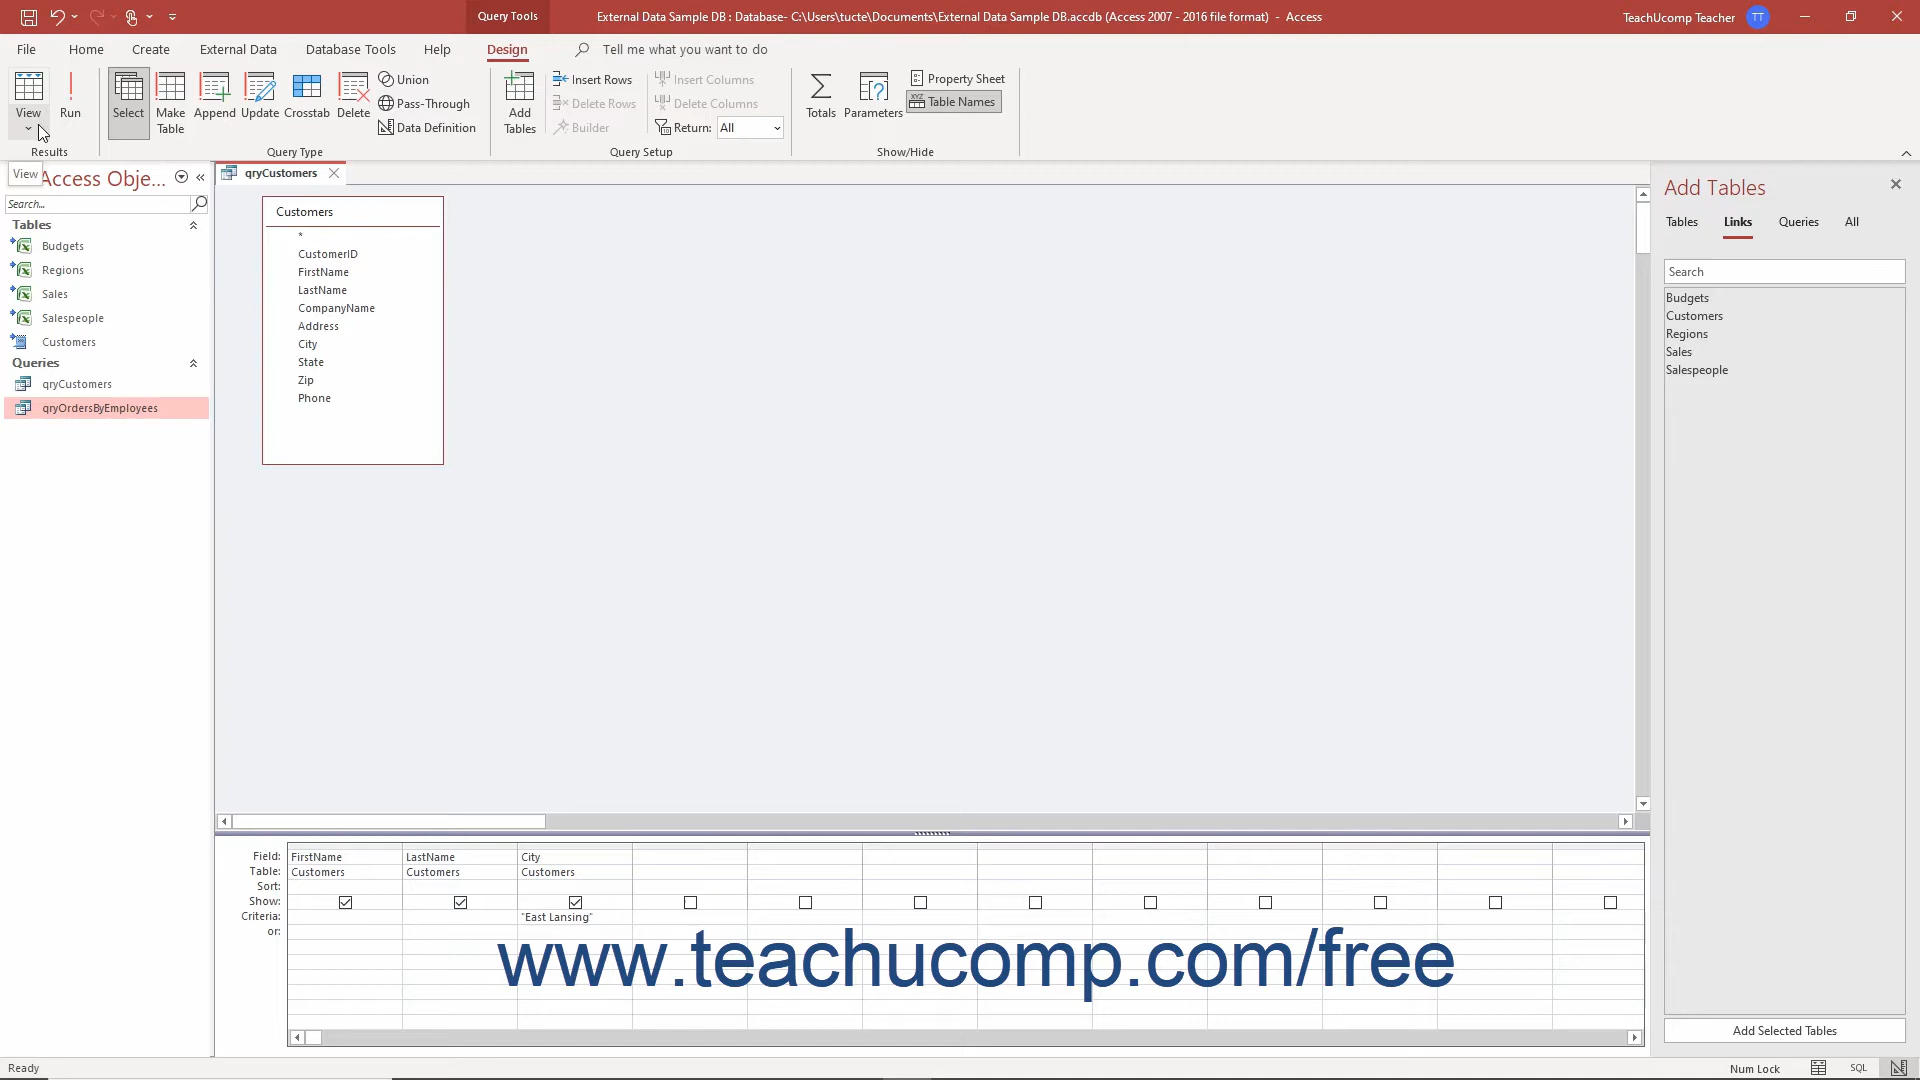 Query Tools
External Data Sample DB : Database- C:\Users\tucte\Documents\External Data Sample DB.accdb (Access 2007 - 2016 file format) - Access
TeachUcomp Teacher TT
File Home Create External Data Database Tools Help Design Tell me what you want to do
View
Run
Results
Select
Make Table
Append
Update
Crosstab
Delete
Union
Pass-Through
Data Definition
Query Type
Add Tables
Insert Rows
Delete Rows
Builder
Insert Columns
Delete Columns
Return: All
Query Setup
Totals
Parameters
Property Sheet
XYZ Table Names
Show/Hide
View
Access Obje...
Search...
Tables
Budgets
Regions
Sales
Salespeople
Customers
Queries
qryCustomers
qryOrdersByEmployees
qryCustomers
Customers
*
CustomerID
FirstName
LastName
CompanyName
Address
City
State
Zip
Phone
Add Tables
Tables Links Queries All
Search
Budgets
Customers
Regions
Sales
Salespeople
Add Selected Tables
Field: FirstName LastName City
Table: Customers Customers Customers
Sort:
Show:
Criteria: "East Lansing"
or:
www.teachucomp.com/free
Ready
Num Lock
SQL